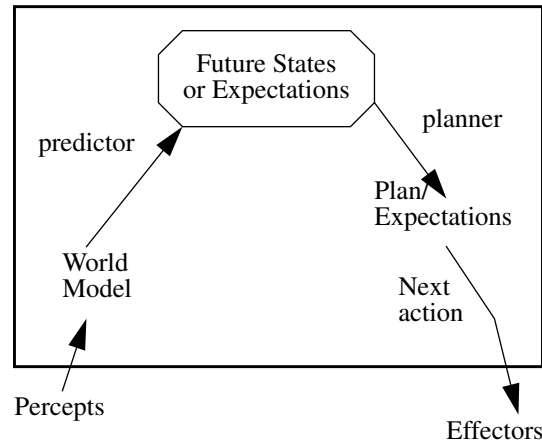 Future States
or Expectations
predictor
planner
Plan/
Expectations
World
Model
Next
action
Percepts
Effectors